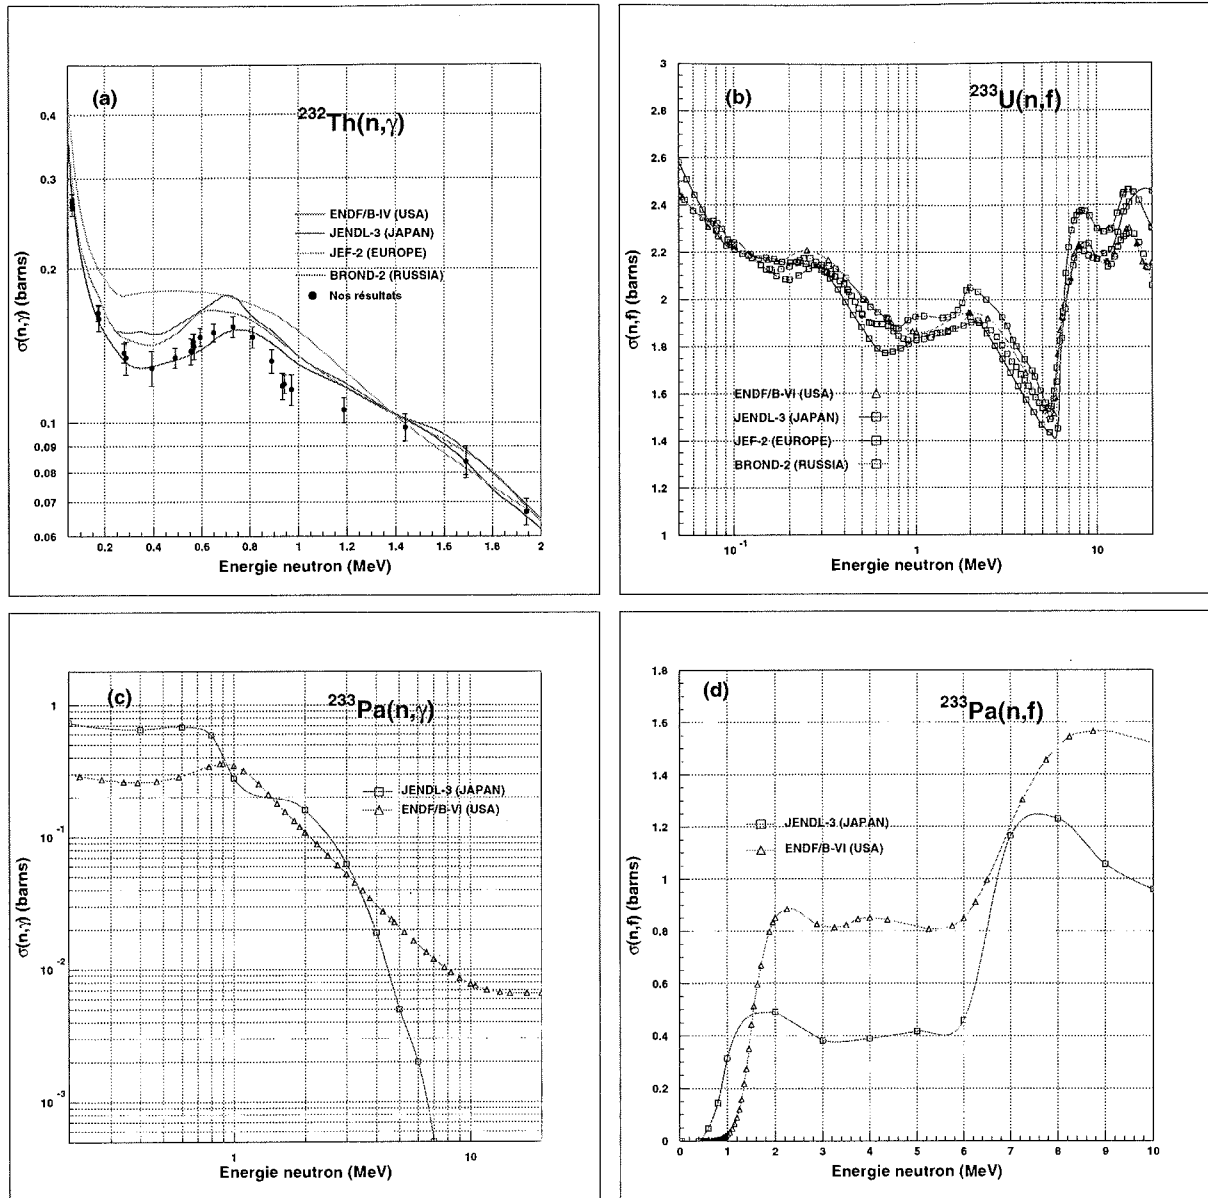 (a)
232Th(n,γ)
ENDF/B-IV (USA)
JENDL-3 (JAPAN)
JEF-2 (EUROPE)
BROND-2 (RUSSIA)
Nos résultats
σ(n,γ) (barns)
0.4
0.3
0.2
0.1
0.09
0.08
0.07
0.06
0.2 0.4 0.6 0.8 1 1.2 1.4 1.6 1.8 2
Energie neutron (MeV)
(b)
233U(n,f)
ENDF/B-VI (USA)
JENDL-3 (JAPAN)
JEF-2 (EUROPE)
BROND-2 (RUSSIA)
σ(n,f) (barns)
3
2.8
2.6
2.4
2.2
2
1.8
1.6
1.4
1.2
1
10-1 1 10
Energie neutron (MeV)
(c)
233Pa(n,γ)
JENDL-3 (JAPAN)
ENDF/B-VI (USA)
σ(n,γ) (barns)
1
10-1
10-2
10-3
1 10
Energie neutron (MeV)
(d)
233Pa(n,f)
JENDL-3 (JAPAN)
ENDF/B-VI (USA)
σ(n,f) (barns)
1.8
1.6
1.4
1.2
1
0.8
0.6
0.4
0.2
0
0 1 2 3 4 5 6 7 8 9 10
Energie neutron (MeV)